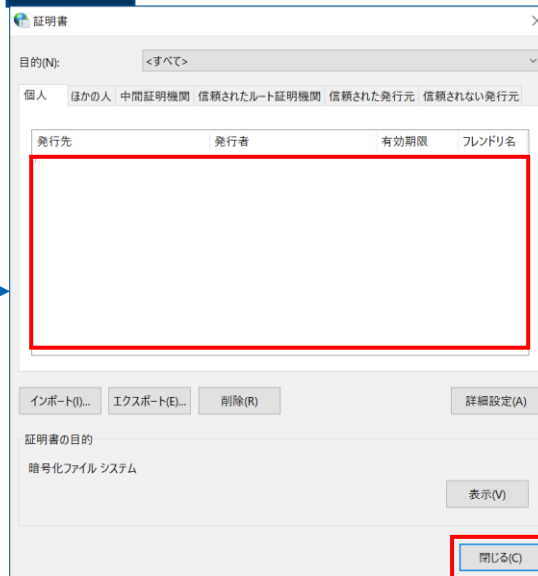 証明書
目的(N): <すべて>
個人 ほかの人 中間証明機関 信頼されたルート証明機関 信頼された発行元 信頼されない発行元
発行先 発行者 有効期限 フレンドリ名
インポート(I)... エクスポート(E)... 削除(R) 詳細設定(A)
証明書の目的
暗号化ファイル システム
表示(V)
閉じる(C)